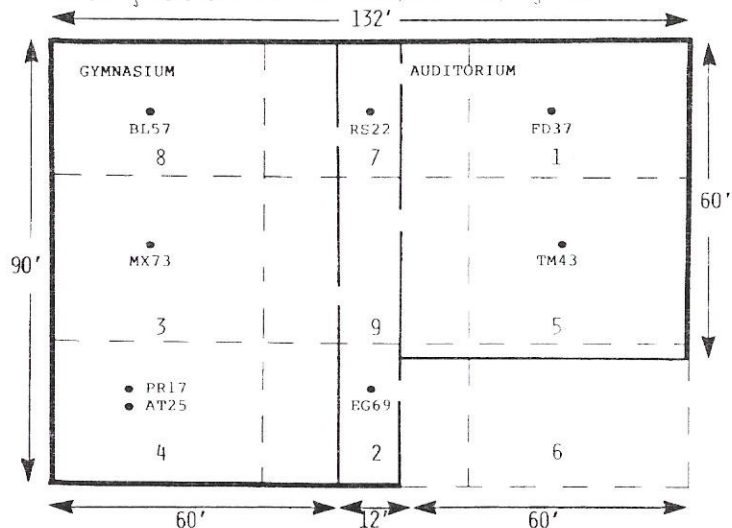 132'
GYMNASIUM AUDITORIUM
BL57 RS22 FD37
8 7 1
60'
90'
MX73 TM43
3 9 5
PR17
AT25 EG69
4 2 6
60' 12' 60'